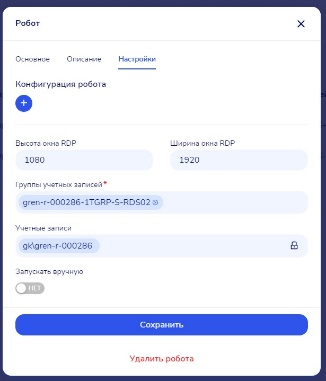 Робот
Основное Описание Настройки
Конфигурация робота
Высота окна RDP Ширина окна RDP
1080 1920
Группы учетных записей*
gren-r-000286-1TGRP-S-RDS02
Учетные записи
gk\gren-r-000286
Запускать вручную
НЕТ
Сохранить
Удалить робота